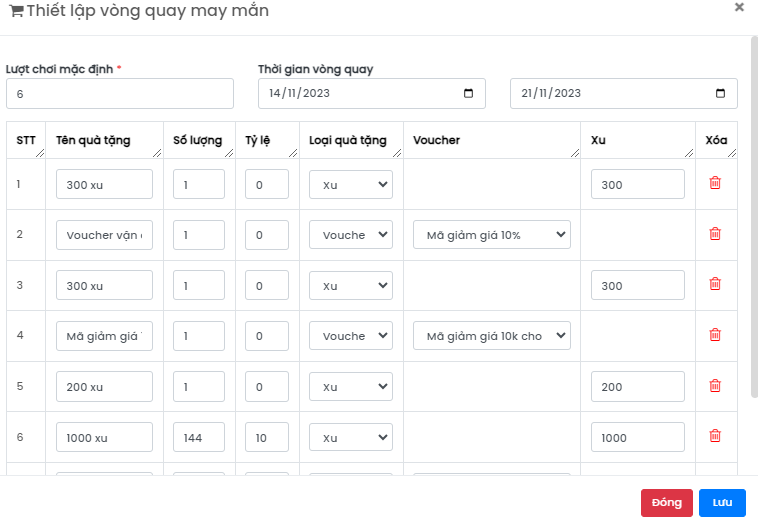 Thiết lập vòng quay may mắn
Lượt chơi mặc định * Thời gian vòng quay
6 14/11/2023 21/11/2023
STT Tên quà tặng Số lượng Tỷ lệ Loại quà tặng Voucher Xu Xóa
1 300 xu 1 0 Xu 300
2 Voucher vận 1 0 Vouche Mã giảm giá 10%
3 300 xu 1 0 Xu 300
4 Mã giảm giá 1 0 Vouche Mã giảm giá 10k cho
5 200 xu 1 0 Xu 200
6 1000 xu 144 10 Xu 1000
Đóng Lưu